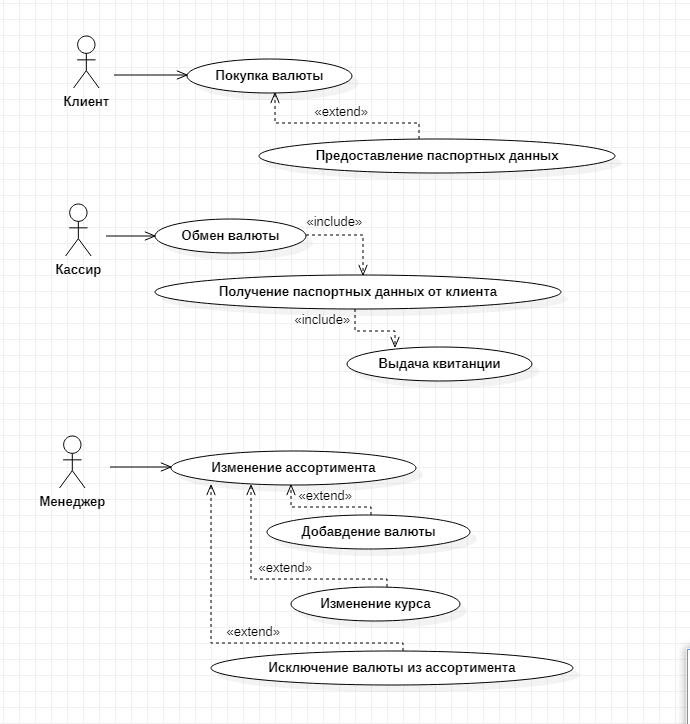 Покупка валюты
Клиент
«extend»
Предоставление паспортных данных
«include»
Обмен валюты
Кассир
Получение паспортных данных от клиента
«include»
Выдача квитанции
Изменение ассортимента
Менеджер
«extend»
Добавдение валюты
«extend»
Изменение курса
«extend»
Исключение валюты из ассортимента